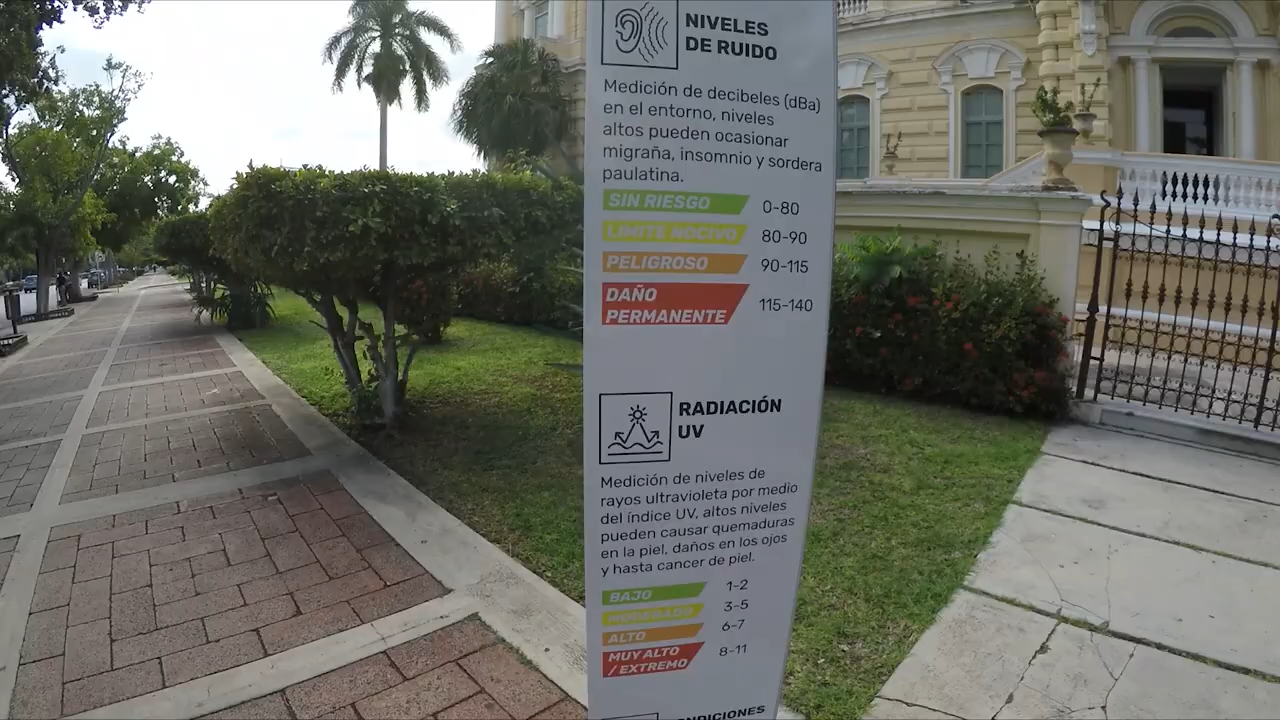 NIVELES
DE RUIDO
Medición de decibeles (dBa)
en el entorno, niveles
altos pueden ocasionar
migraña, insomnio y sordera
paulatina.
SIN RIESGO 0-80
LIMITE NOCIVO 80-90
PELIGROSO 90-115
DAÑO
PERMANENTE 115-140
RADIACIÓN
UV
Medición de niveles de
rayos ultravioleta por medio
del índice UV, altos niveles
pueden causar quemaduras
en la piel, daños en los ojos
y hasta cancer de piel.
BAJO 1-2
MODERADO 3-5
ALTO 6-7
MUY ALTO
/ EXTREMO 8-11
CONDICIONES